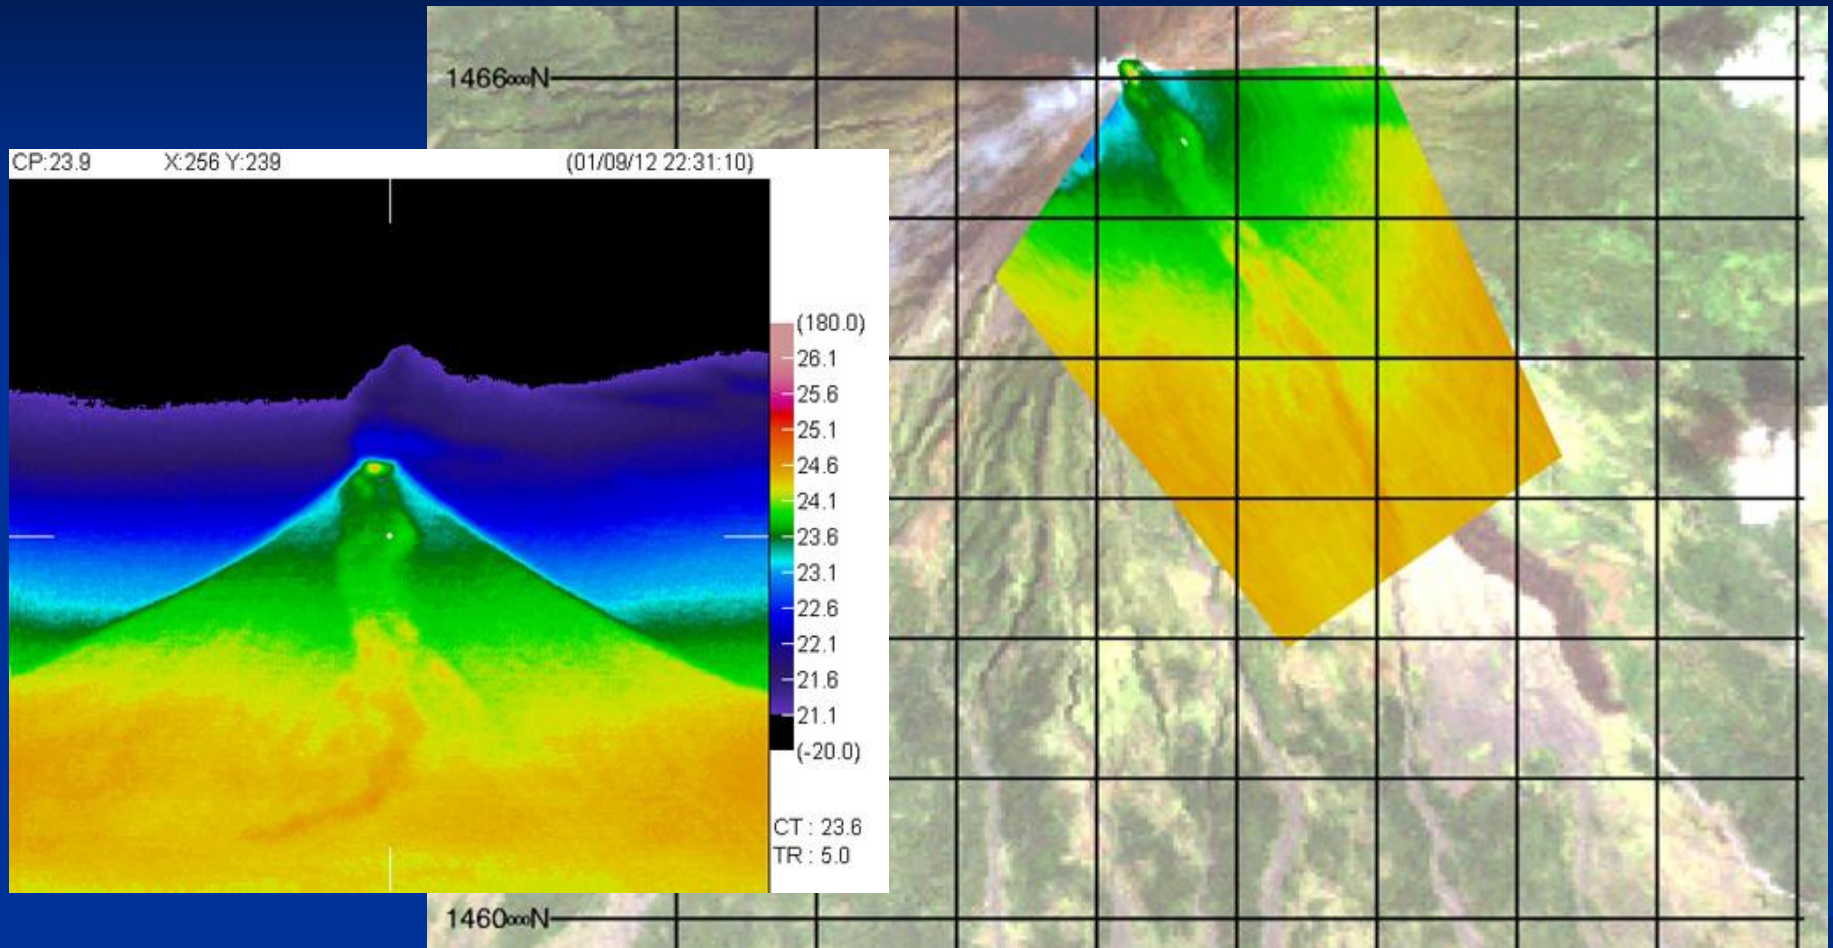 1466000N
CP:23.9 X:256 Y:239 (01/09/12 22:31:10)
(180.0)
26.1
25.6
25.1
24.6
24.1
23.6
23.1
22.6
22.1
21.6
21.1
(-20.0)
CT : 23.6
TR : 5.0
1460000N